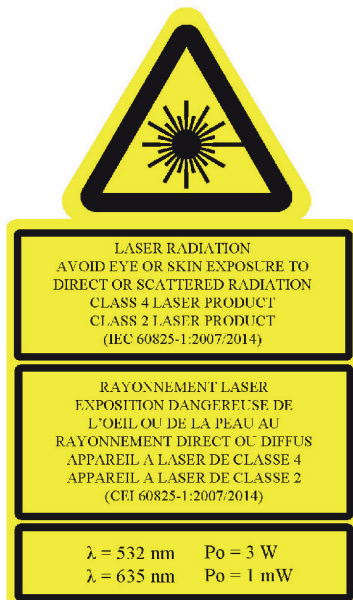 LASER RADIATION
AVOID EYE OR SKIN EXPOSURE TO
DIRECT OR SCATTERED RADIATION
CLASS 4 LASER PRODUCT
CLASS 2 LASER PRODUCT
(IEC 60825-1:2007/2014)
RAYONNEMENT LASER
EXPOSITION DANGEREUSE DE
L'OEIL OU DE LA PEAU AU
RAYONNEMENT DIRECT OU DIFFUS
APPAREIL A LASER DE CLASSE 4
APPAREIL A LASER DE CLASSE 2
(CEI 60825-1:2007/2014)
λ = 532 nm Po = 3 W
λ = 635 nm Po = 1 mW